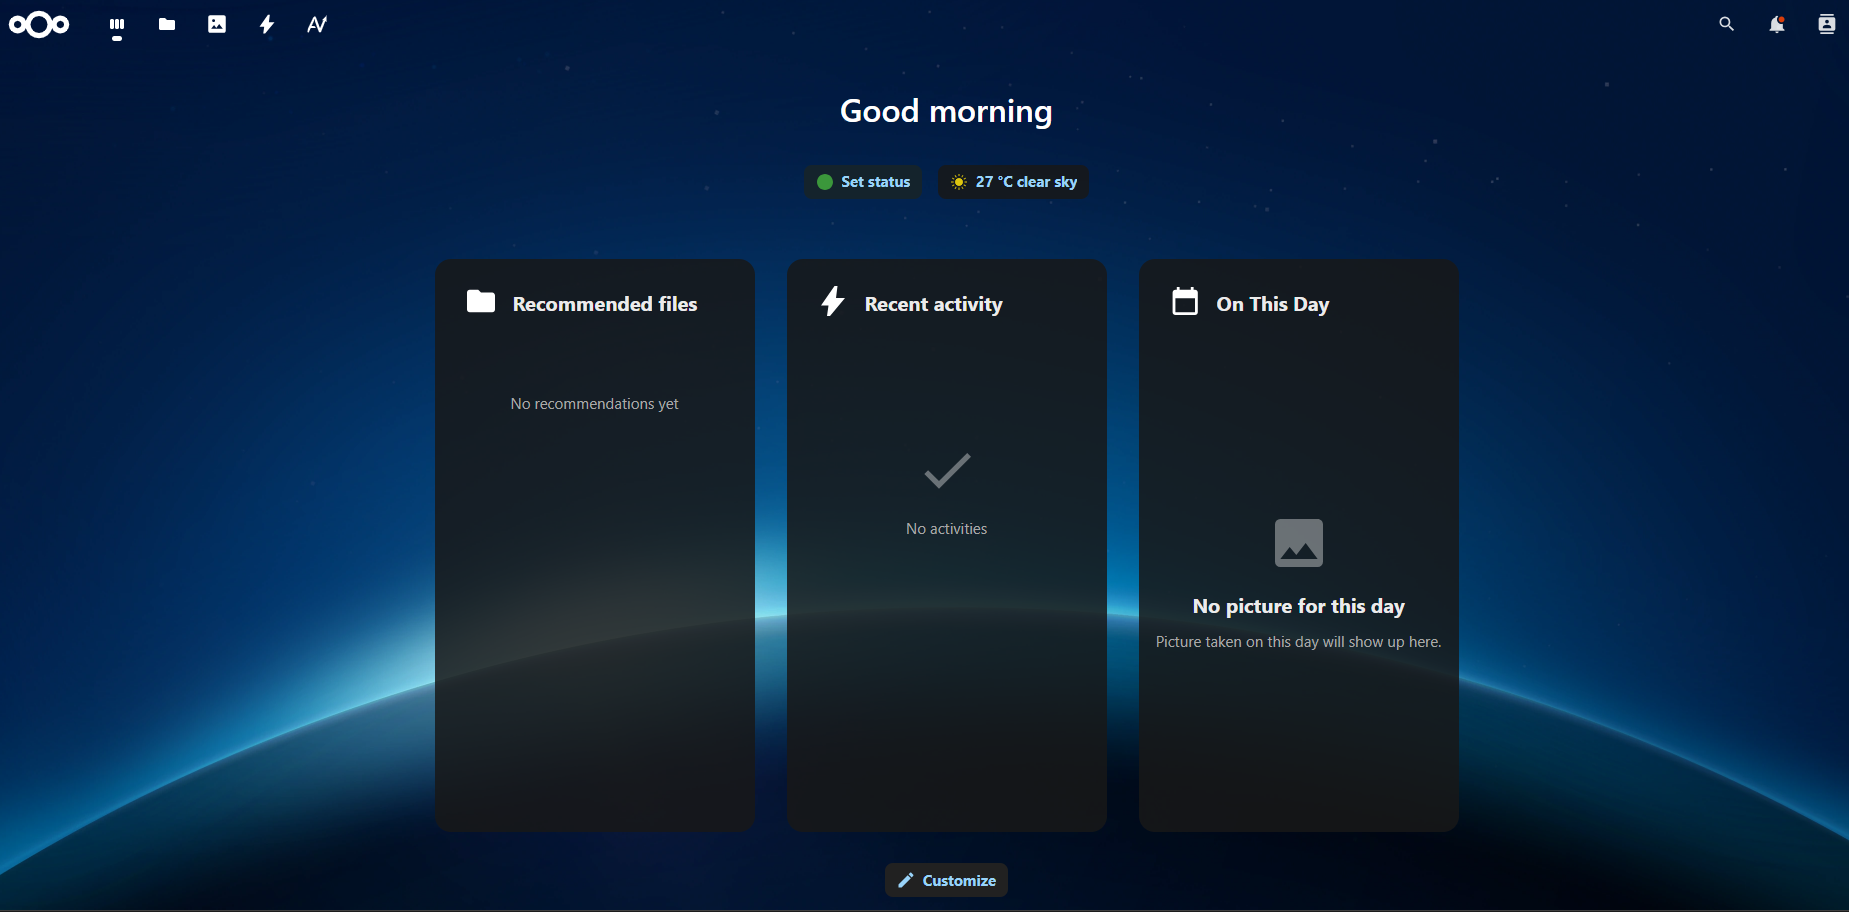 Good morning
Set status
27 °C clear sky
Recommended files
No recommendations yet
Recent activity
No activities
On This Day
No picture for this day
Picture taken on this day will show up here.
Customize